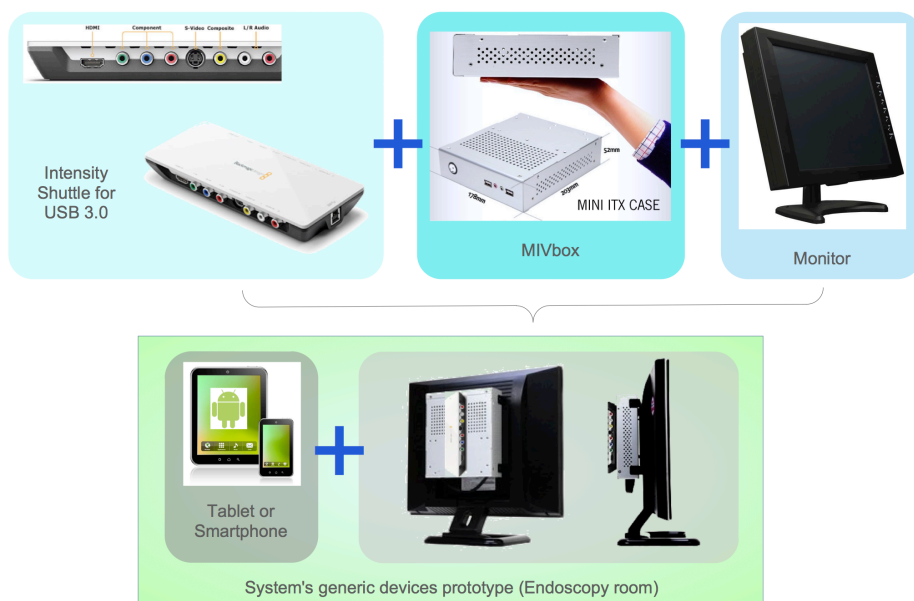 HDMI Component S-Video Composite L/R Audio
Intensity
Shuttle for
USB 3.0
52mm
203mm
178mm
MINI ITX CASE
MIVbox
Monitor
Tablet or
Smartphone
System's generic devices prototype (Endoscopy room)